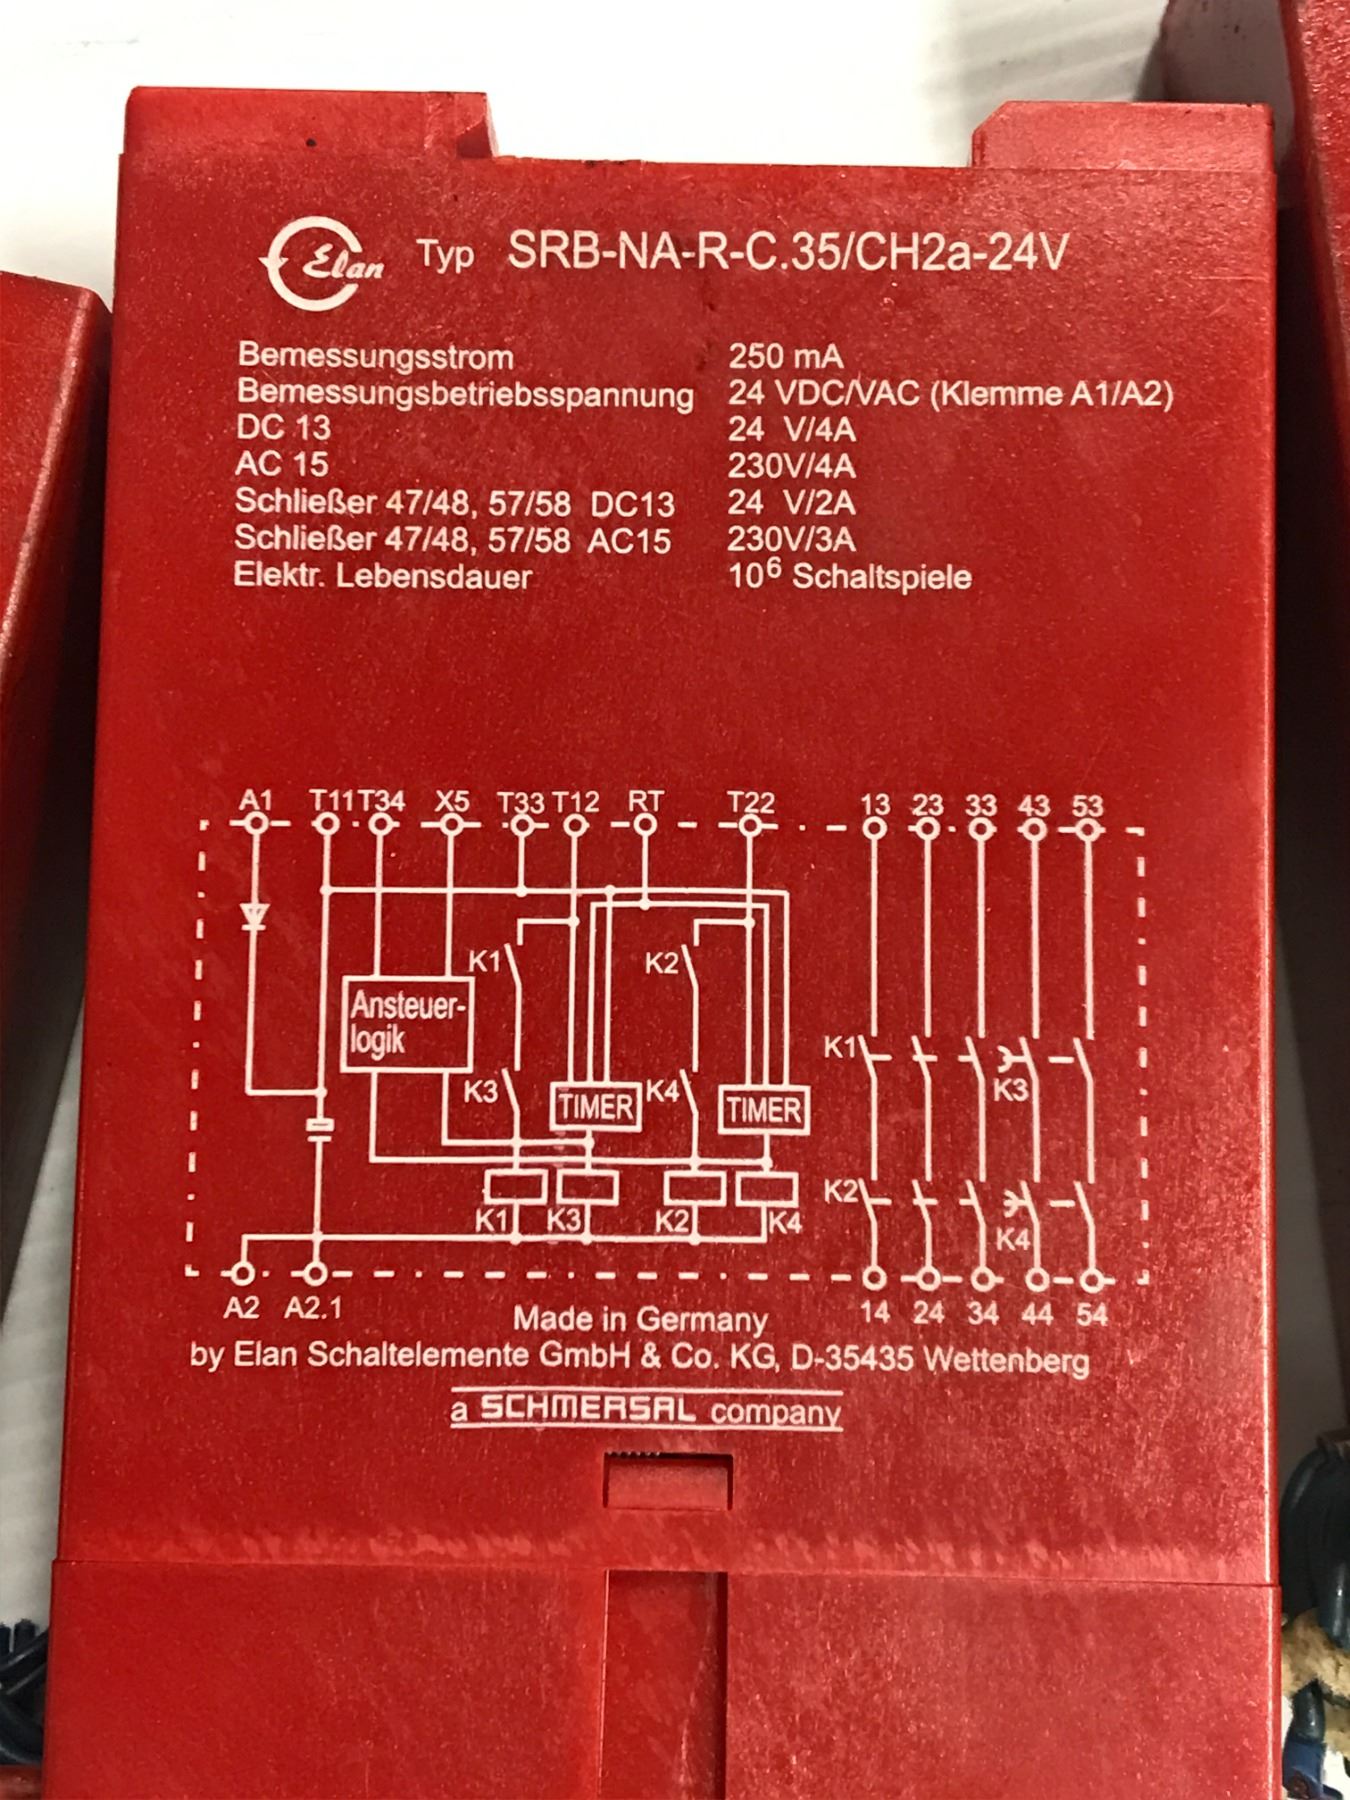 Elan Typ SRB-NA-R-C.35/CH2a-24V
Bemessungsstrom 250 mA
Bemessungsbetriebsspannung 24 VDC/VAC (Klemme A1/A2)
DC 13 24 V/4A
AC 15 230V/4A
Schließer 47/48, 57/58 DC13 24 V/2A
Schließer 47/48, 57/58 AC15 230V/3A
Elektr. Lebensdauer 10⁶ Schaltspiele
A1 T11 T34 X5 T33 T12 RT T22 13 23 33 43 53
K1 K2
Ansteuer-
logik
K1
K3 TIMER K4 TIMER K3
K2
K1 K3 K2 K4 K4
A2 A2.1 14 24 34 44 54
Made in Germany
by Elan Schaltelemente GmbH & Co. KG, D-35435 Wettenberg
a SCHMERSAL company